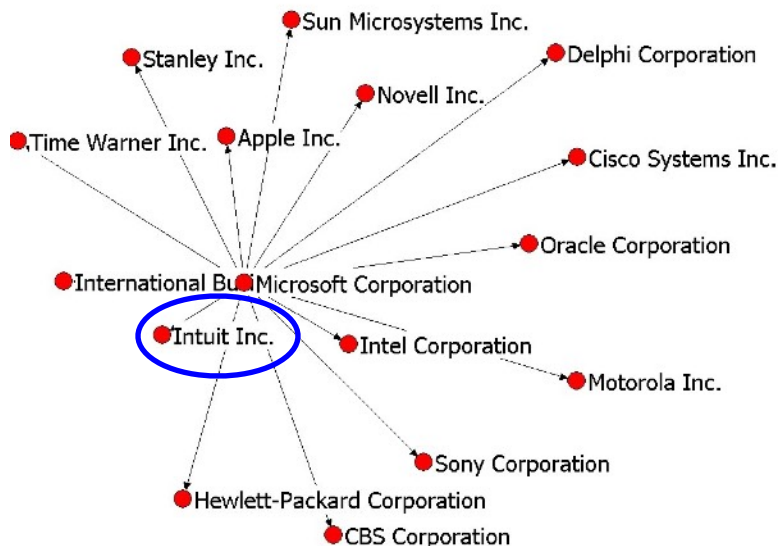 Sun Microsystems Inc.
Stanley Inc.
Delphi Corporation
Novell Inc.
Time Warner Inc.
Apple Inc.
Cisco Systems Inc.
Oracle Corporation
International
Microsoft Corporation
Intuit Inc.
Intel Corporation
Motorola Inc.
Sony Corporation
Hewlett-Packard Corporation
CBS Corporation